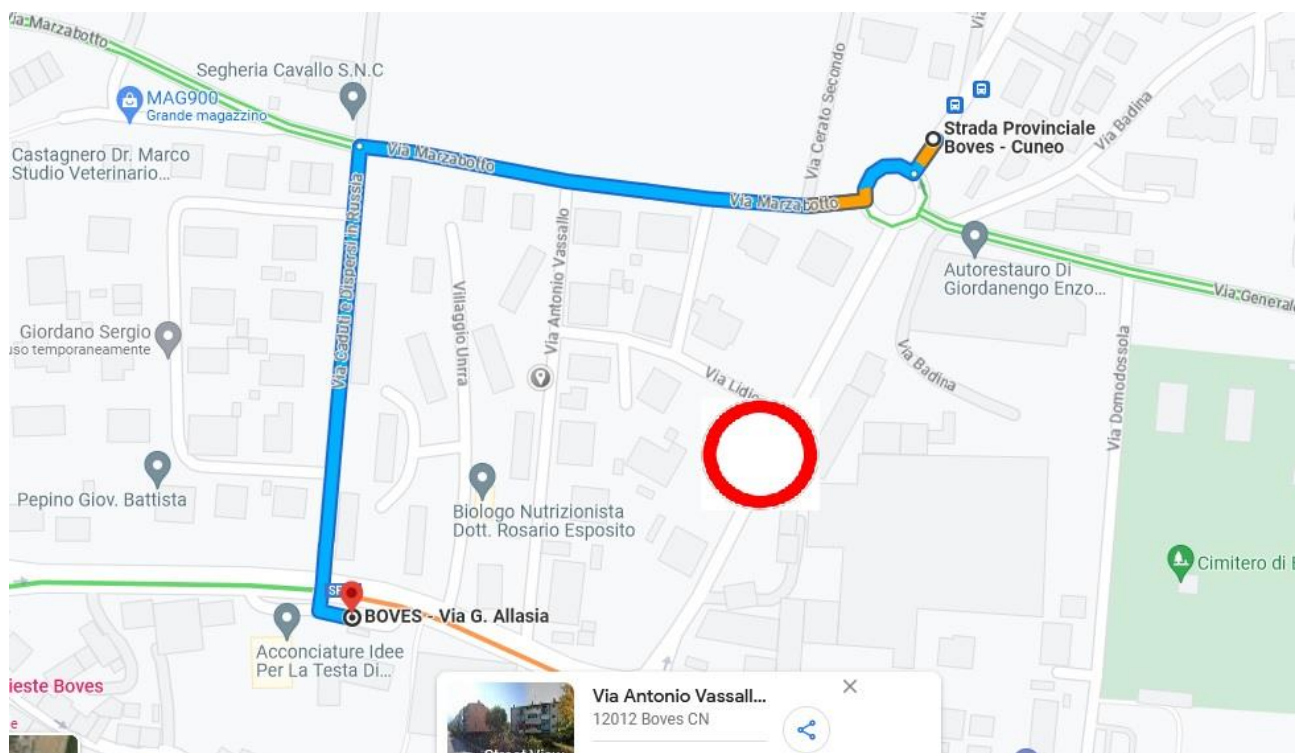 ia Marzabotto
Segheria Cavallo S.N.C
MAG900
Grande magazzino
Castagnero Dr. Marco
Studio Veterinario...
Via Marzabotto
Via Marzabotto
Via Cerato Secondo
Strada Provinciale
Boves - Cuneo
Via Badina
Autorestauro Di
Giordanengo Enzo...
Via Generale
Via Caduti e Dispersi in Russia
Villaggio Unrra
Via Antonio Vassallo
Giordano Sergio
uso temporaneamente
Via Lidio
Via Badina
Via Domodossola
Pepino Giov. Battista
Biologo Nutrizionista
Dott. Rosario Esposito
Cimitero di
BOVES - Via G. Allasia
Acconciature Idee
Per La Testa Di...
ieste Boves
e
Via Antonio Vassall...
12012 Boves CN
Street View